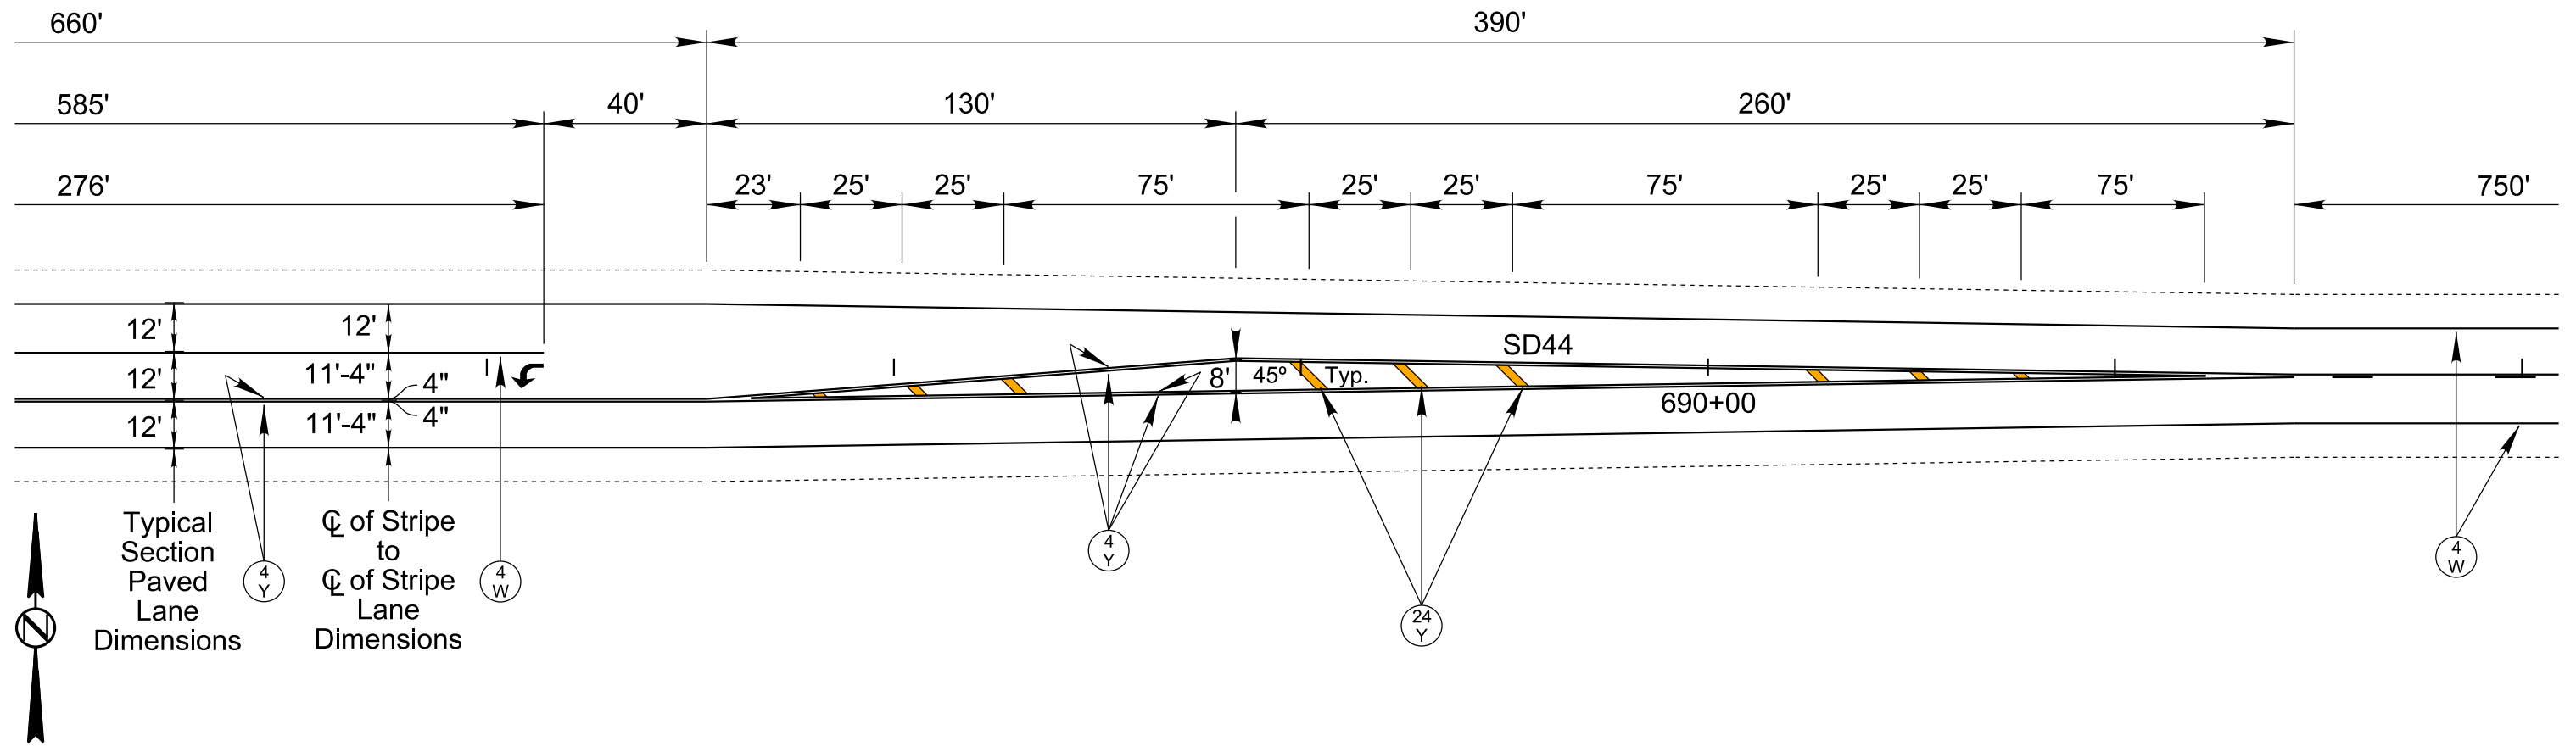 660'
390'
585'
40'
130'
260'
276'
23'
25'
25'
75'
25'
25'
75'
25'
25'
75'
750'
12'
12'
12'
12'
11'-4"
11'-4"
4"
4"
8'
45º
Typ.
SD44
690+00
Typical
Section
Paved
Lane
Dimensions
4
Y
℄ of Stripe
to
℄ of Stripe
Lane
Dimensions
4
W
4
Y
24
Y
4
W
N